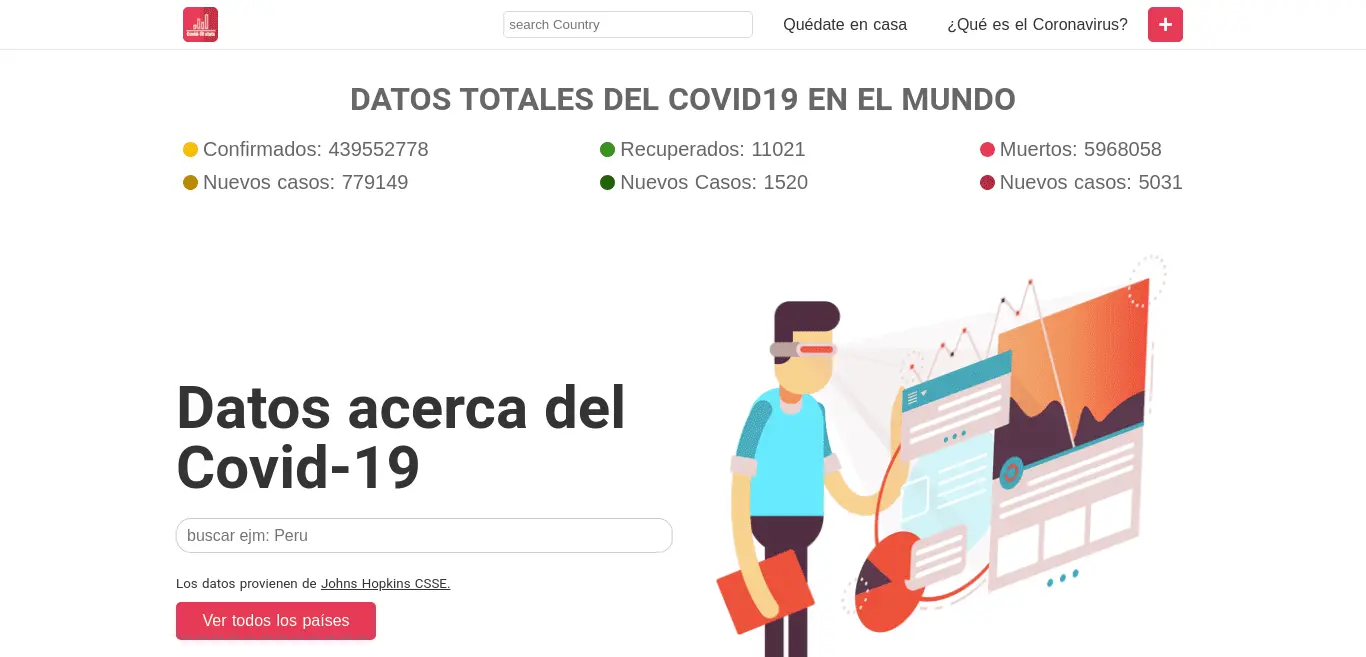 search Country
Quédate en casa
¿Qué es el Coronavirus?
+
DATOS TOTALES DEL COVID19 EN EL MUNDO
Confirmados: 439552778
Recuperados: 11021
Muertos: 5968058
Nuevos casos: 779149
Nuevos Casos: 1520
Nuevos casos: 5031
Datos acerca del
Covid-19
buscar ejm: Peru
Los datos provienen de Johns Hopkins CSSE.
Ver todos los países